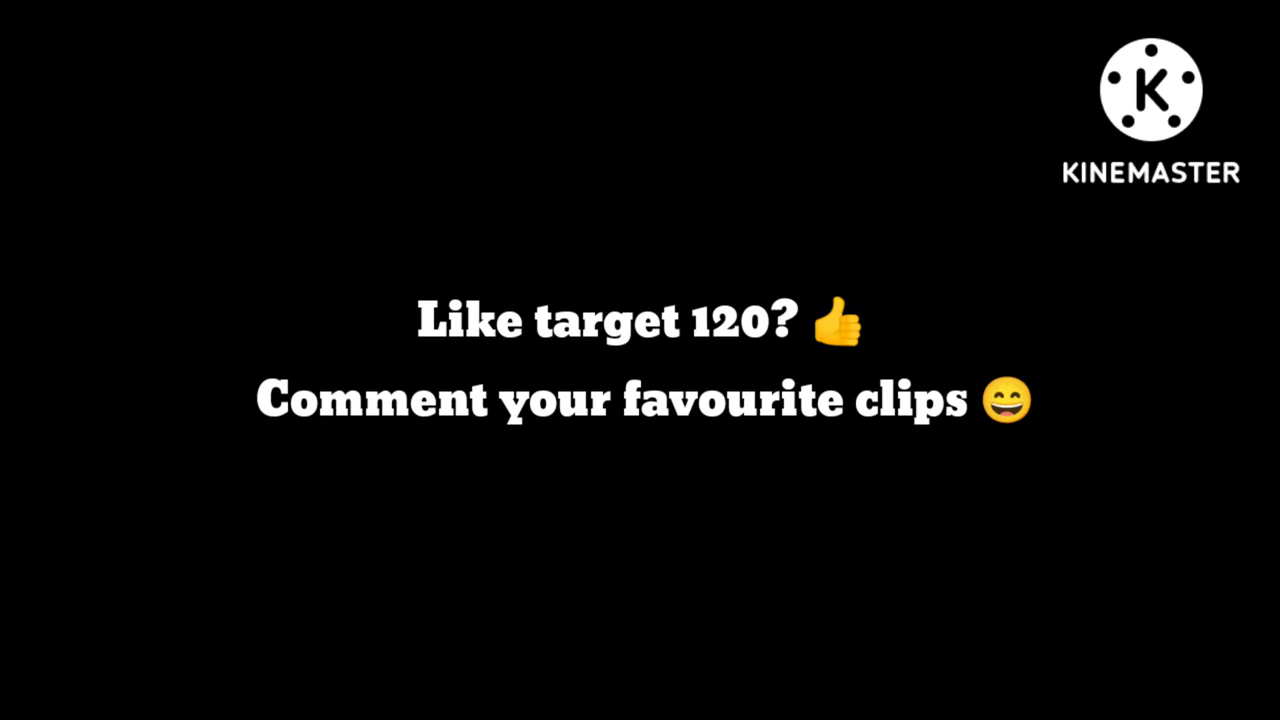 K
KINEMASTER
Like target 120? 👍
Comment your favourite clips 😄